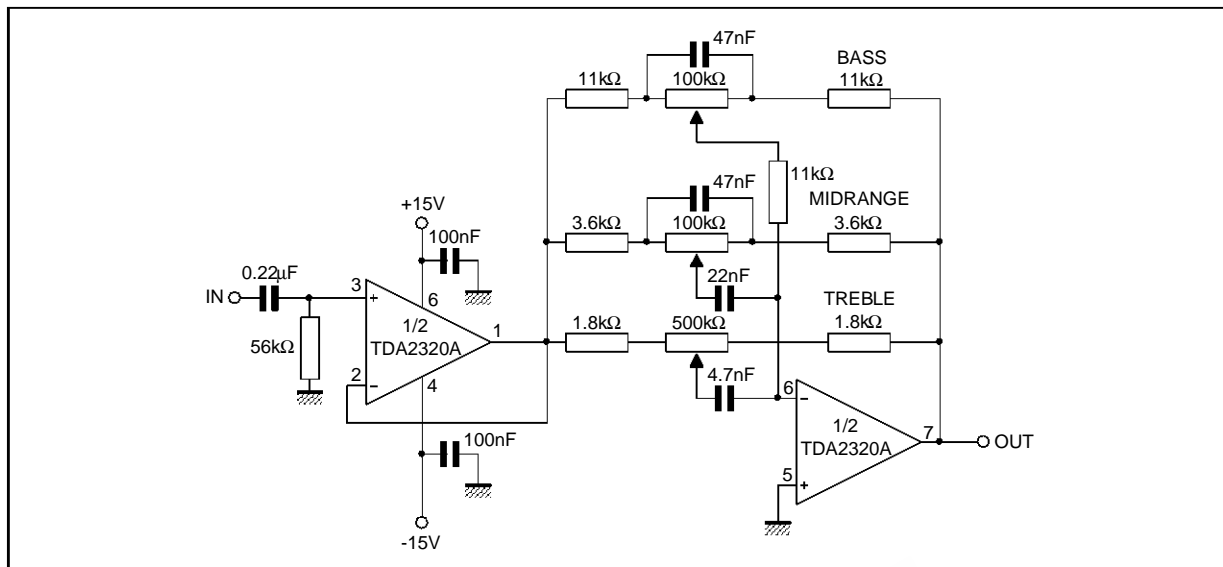 47nF
BASS
11kΩ 100kΩ 11kΩ
11kΩ
47nF
MIDRANGE
3.6kΩ 100kΩ 3.6kΩ
+15V
100nF
22nF
0.22µF
IN
3
+
6
TREBLE
1.8kΩ 500kΩ 1.8kΩ
1/2
TDA2320A
1
56kΩ
2
-
4
4.7nF
6
-
1/2
TDA2320A
7
OUT
100nF
5
+
-15V